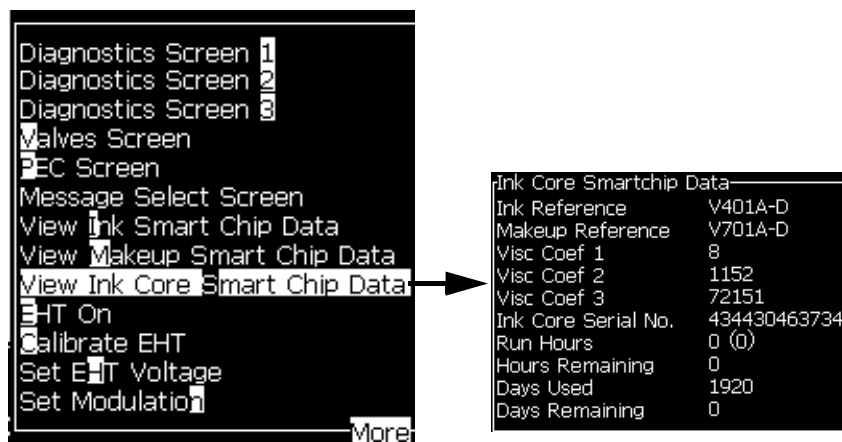 Diagnostics Screen 1
Diagnostics Screen 2
Diagnostics Screen 3
Valves Screen
PEC Screen
Message Select Screen
View Ink Smart Chip Data
View Makeup Smart Chip Data
View Ink Core Smart Chip Data
EHT On
Calibrate EHT
Set EHT Voltage
Set Modulation
More
Ink Core Smartchip Data
Ink Reference V401A-D
Makeup Reference V701A-D
Visc Coef 1 8
Visc Coef 2 1152
Visc Coef 3 72151
Ink Core Serial No. 434430463734
Run Hours 0 (0)
Hours Remaining 0
Days Used 1920
Days Remaining 0